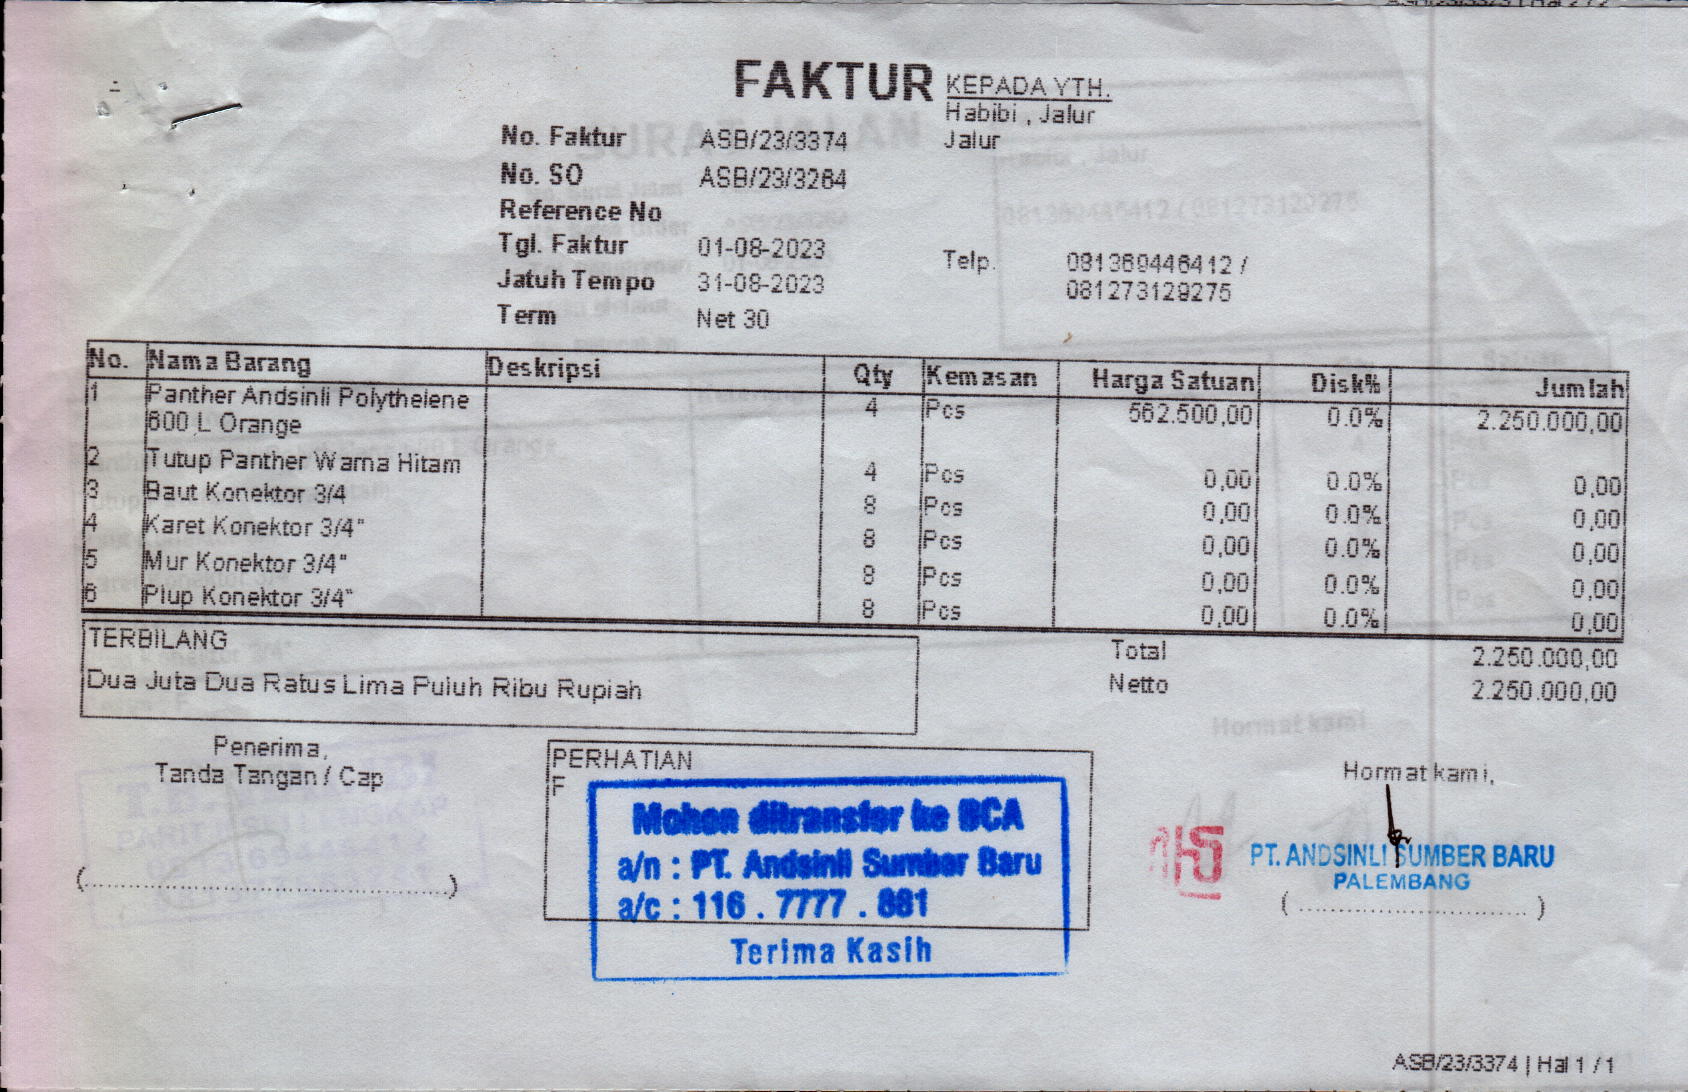 FAKTUR
KEPADA YTH.
Habibi , Jalur
Jalur
No. Faktur ASB/23/3374
No. SO ASB/23/3264
Reference No
Tgl. Faktur 01-08-2023
Jatuh Tempo 31-08-2023
Term Net 30
Telp. 081369446412 /
081273129275
No. Nama Barang Deskripsi Qty Kemasan Harga Satuan Disk% Jumlah
1 Panther Andsinli Polythelene 4 Pcs 562.500,00 0.0% 2.250.000,00
600 L Orange
2 Tutup Panther Warna Hitam 4 Pcs 0,00 0.0% 0,00
3 Baut Konektor 3/4 8 Pcs 0,00 0.0% 0,00
4 Karet Konektor 3/4" 8 Pcs 0,00 0.0% 0,00
5 Mur Konektor 3/4" 8 Pcs 0,00 0.0% 0,00
6 Plup Konektor 3/4" 8 Pcs 0,00 0.0% 0,00
TERBILANG
Dua Juta Dua Ratus Lima Puluh Ribu Rupiah
Total 2.250.000,00
Netto 2.250.000,00
Penerima,
Tanda Tangan / Cap
(........................................................)
PERHATIAN
F
Mohon ditransfer ke BCA
a/n : PT. Andsinli Sumber Baru
a/c : 116 . 7777 . 881
Terima Kasih
Hormat kami,
PT. ANDSINLI SUMBER BARU
PALEMBANG
( .................................. )
ASB/23/3374 | Hal 1 / 1